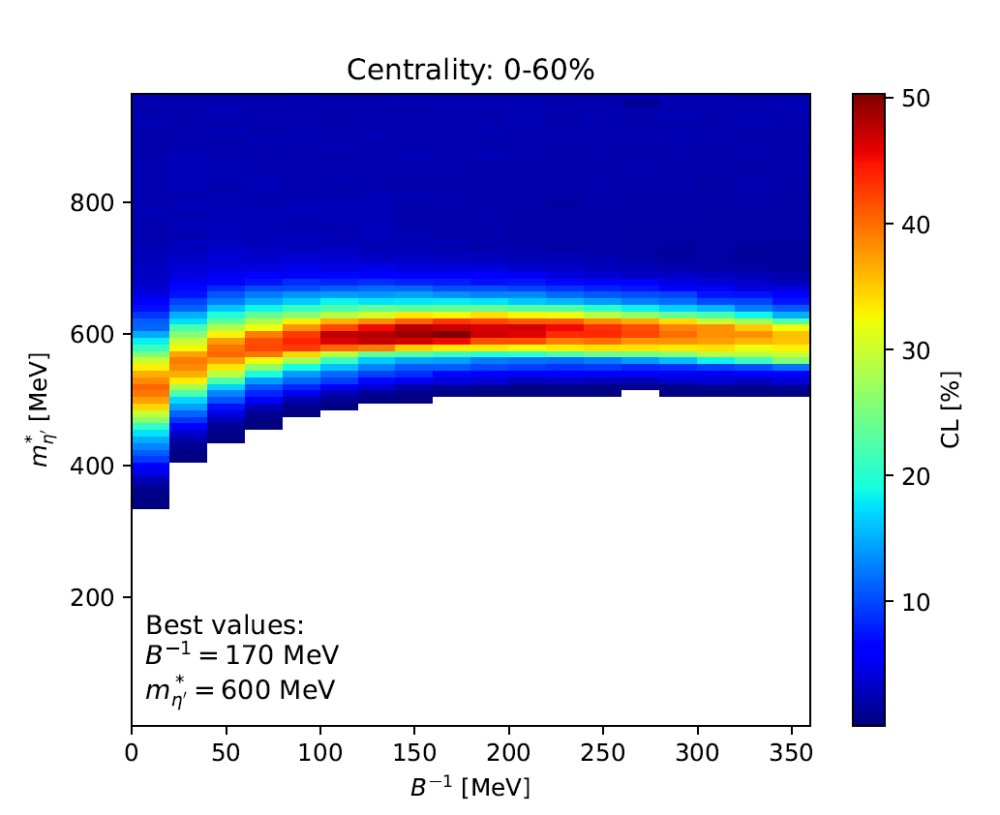 Centrality: 0-60%
800
600
400
200
m*η′ [MeV]
Best values:
B⁻¹ = 170 MeV
m*η′ = 600 MeV
0 50 100 150 200 250 300 350
B⁻¹ [MeV]
50
40
30
20
10
CL [%]